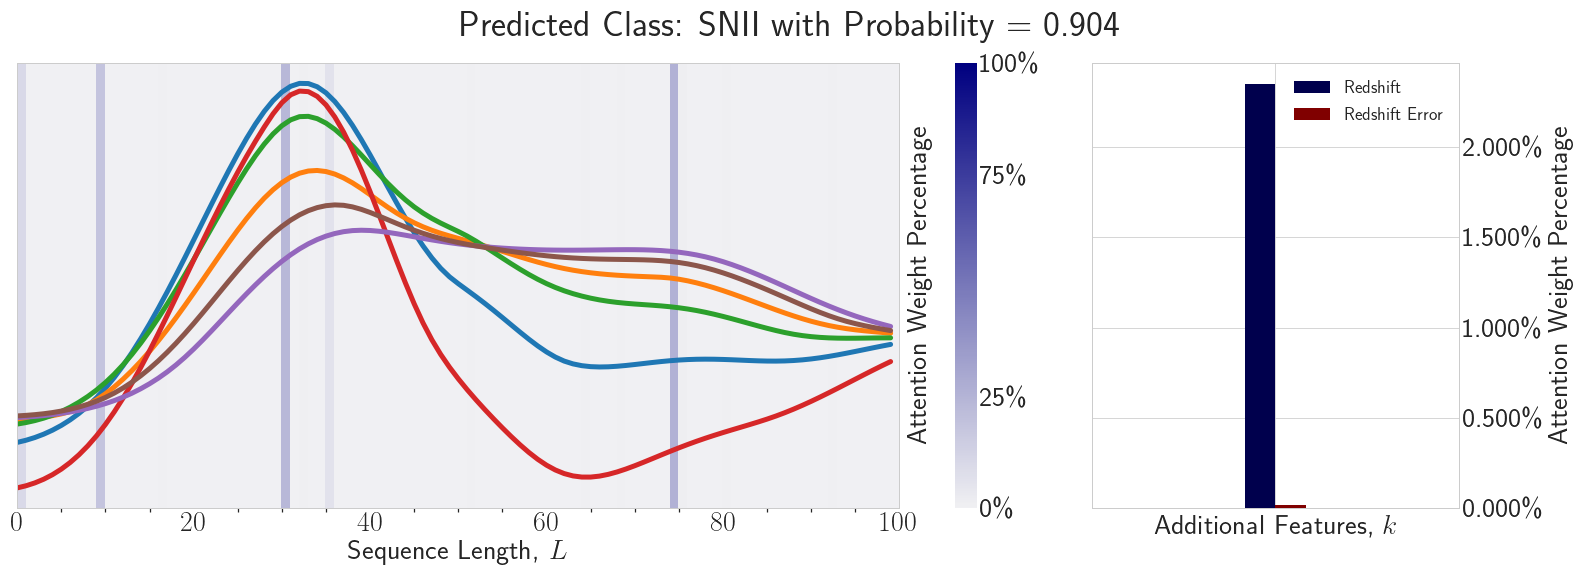 Predicted Class: SNII with Probability = 0.904
0 20 40 60 80 100
Sequence Length, L
100%
75%
25%
0%
Attention Weight Percentage
Redshift
Redshift Error
2.000%
1.500%
1.000%
0.500%
0.000%
Attention Weight Percentage
Additional Features, k